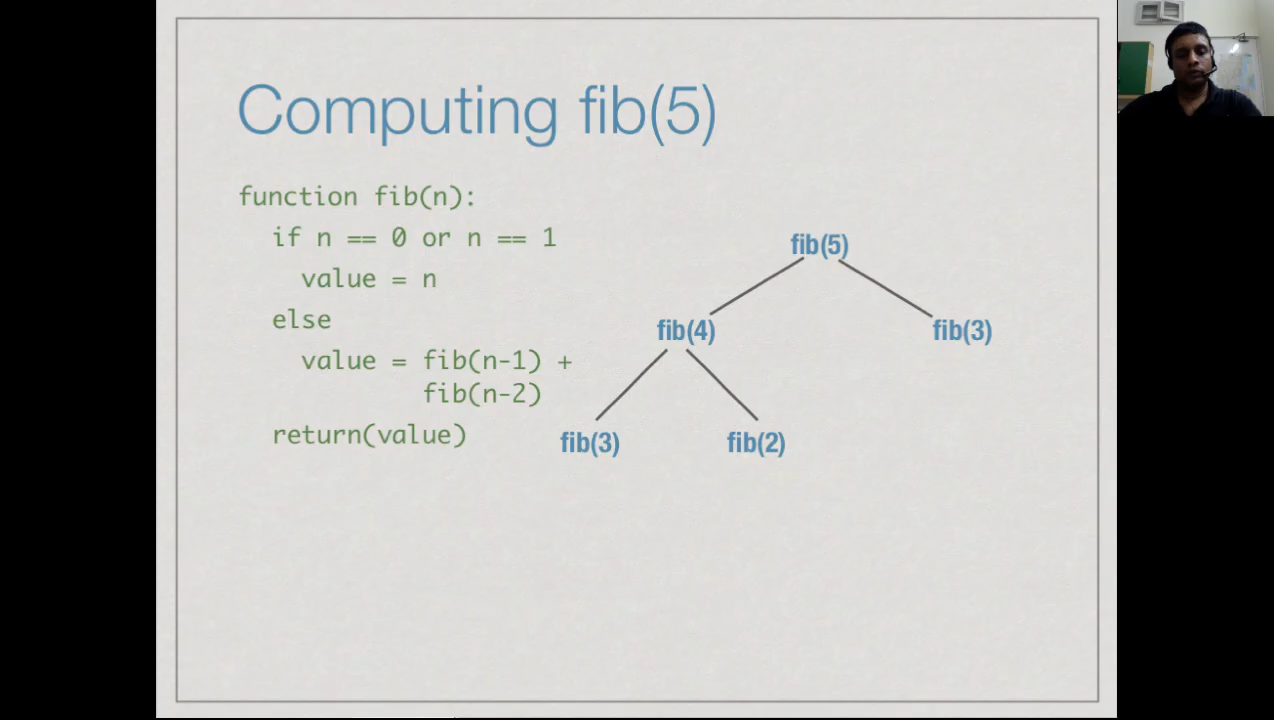 Computing fib(5)
function fib(n):
if n == 0 or n == 1
value = n
else
value = fib(n-1) +
fib(n-2)
return(value)
fib(5)
fib(4)
fib(3)
fib(3)
fib(2)